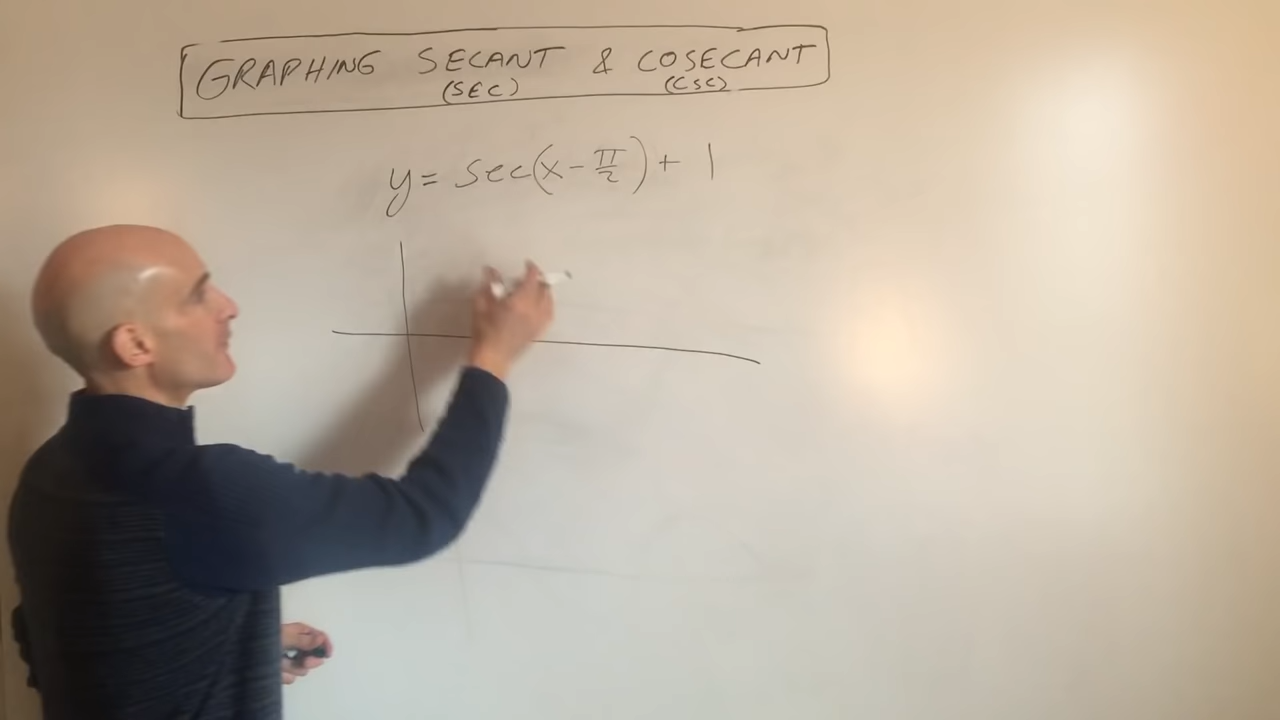 GRAPHING SECANT & COSECANT
(SEC) (CSC)
y = sec(x - π/2) + 1